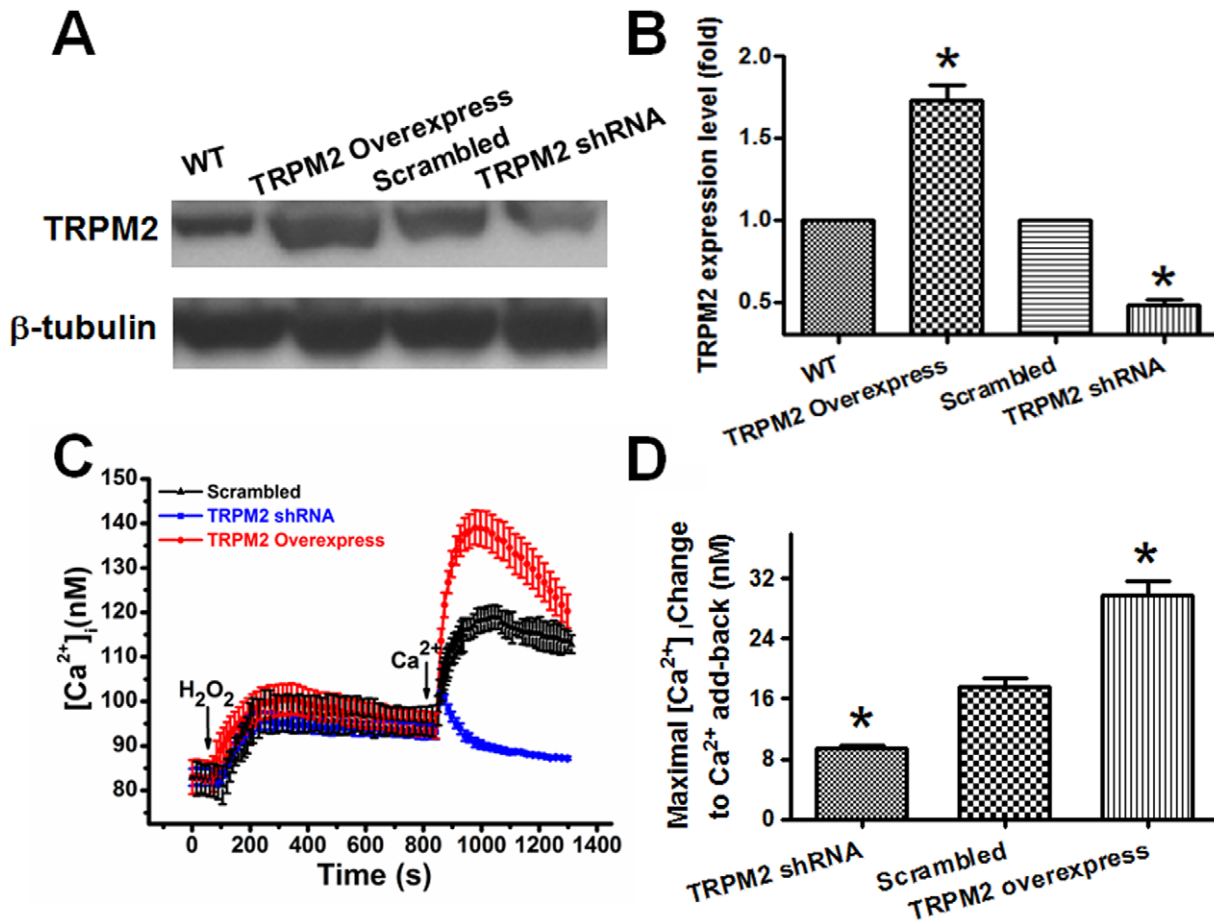 A
WT
TRPM2 Overexpress
Scrambled
TRPM2 shRNA
TRPM2
β-tubulin
B
TRPM2 expression level (fold)
2.0
1.5
1.0
0.5
*
*
WT
TRPM2 Overexpress
Scrambled
TRPM2 shRNA
C
[Ca²⁺]ᵢ(nM)
150
140
130
120
110
100
90
80
Scrambled
TRPM2 shRNA
TRPM2 Overexpress
H₂O₂
Ca²⁺
0
200
400
600
800
1000
1200
1400
Time (s)
D
Maximal [Ca²⁺]ᵢChange
to Ca²⁺ add-back (nM)
32
24
16
8
0
*
*
TRPM2 shRNA
Scrambled
TRPM2 overexpress